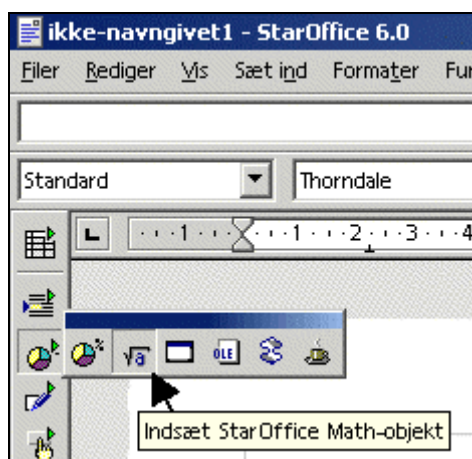 ikke-navngivet1 - StarOffice 6.0
Filer Rediger Vis Sæt ind Formater
Standard Thorndale
1 1 2 3 4
% √a OLE
Indsæt StarOffice Math-objekt